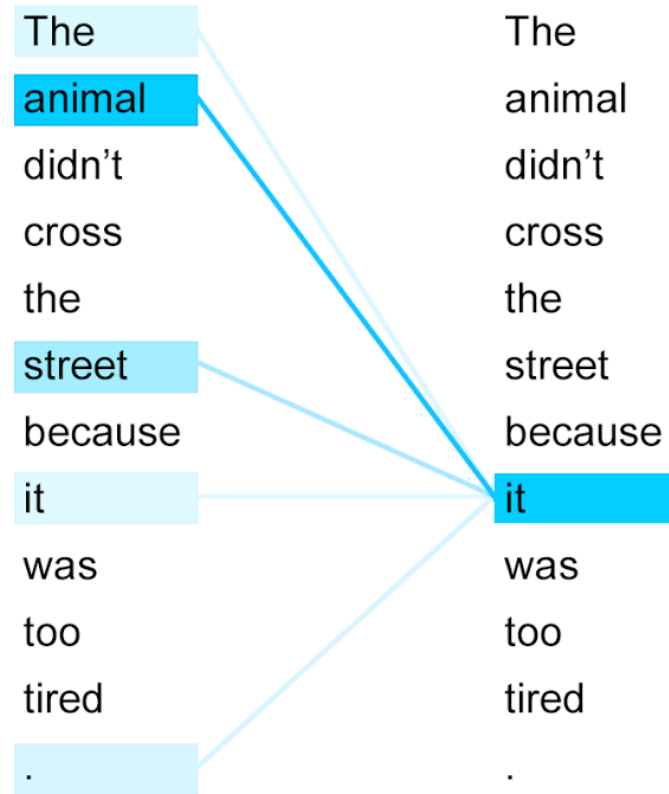 The The
animal animal
didn’t didn’t
cross cross
the the
street street
because because
it it
was was
too too
tired tired
. .